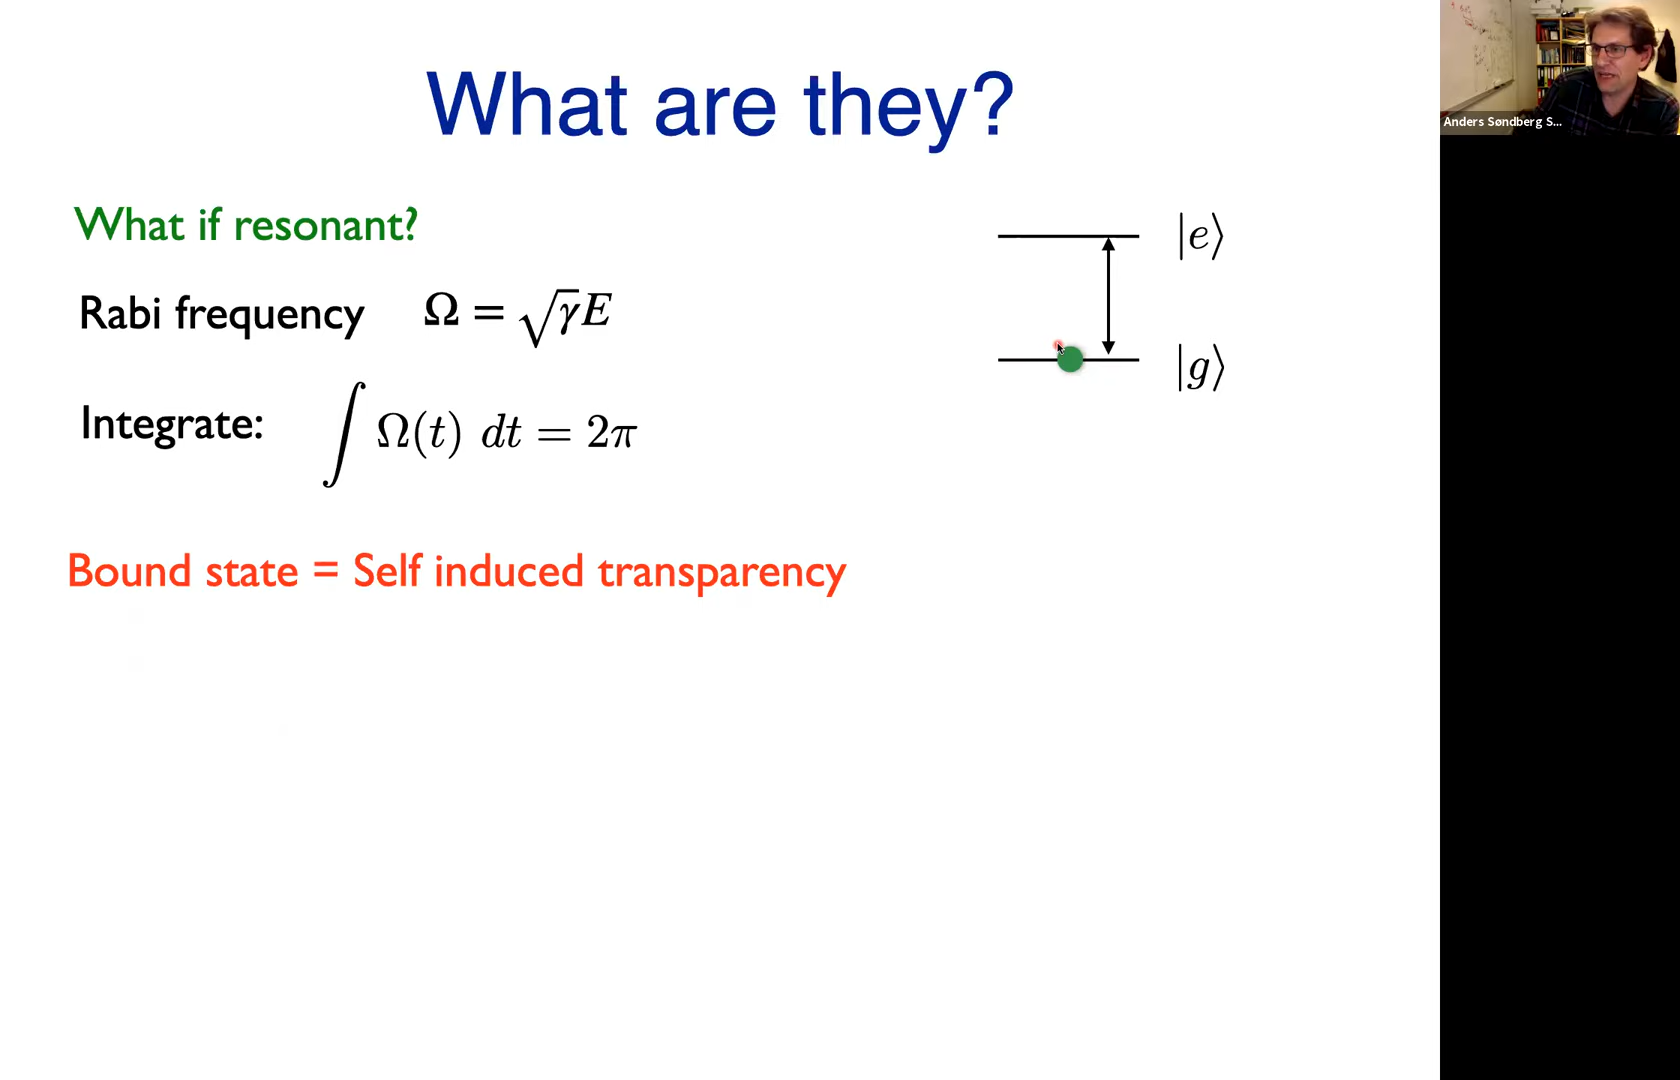 What are they?
Anders Søndberg S...
What if resonant?
|e⟩
Rabi frequency Ω = √γE
|g⟩
Integrate: ∫ Ω(t) dt = 2π
Bound state = Self induced transparency